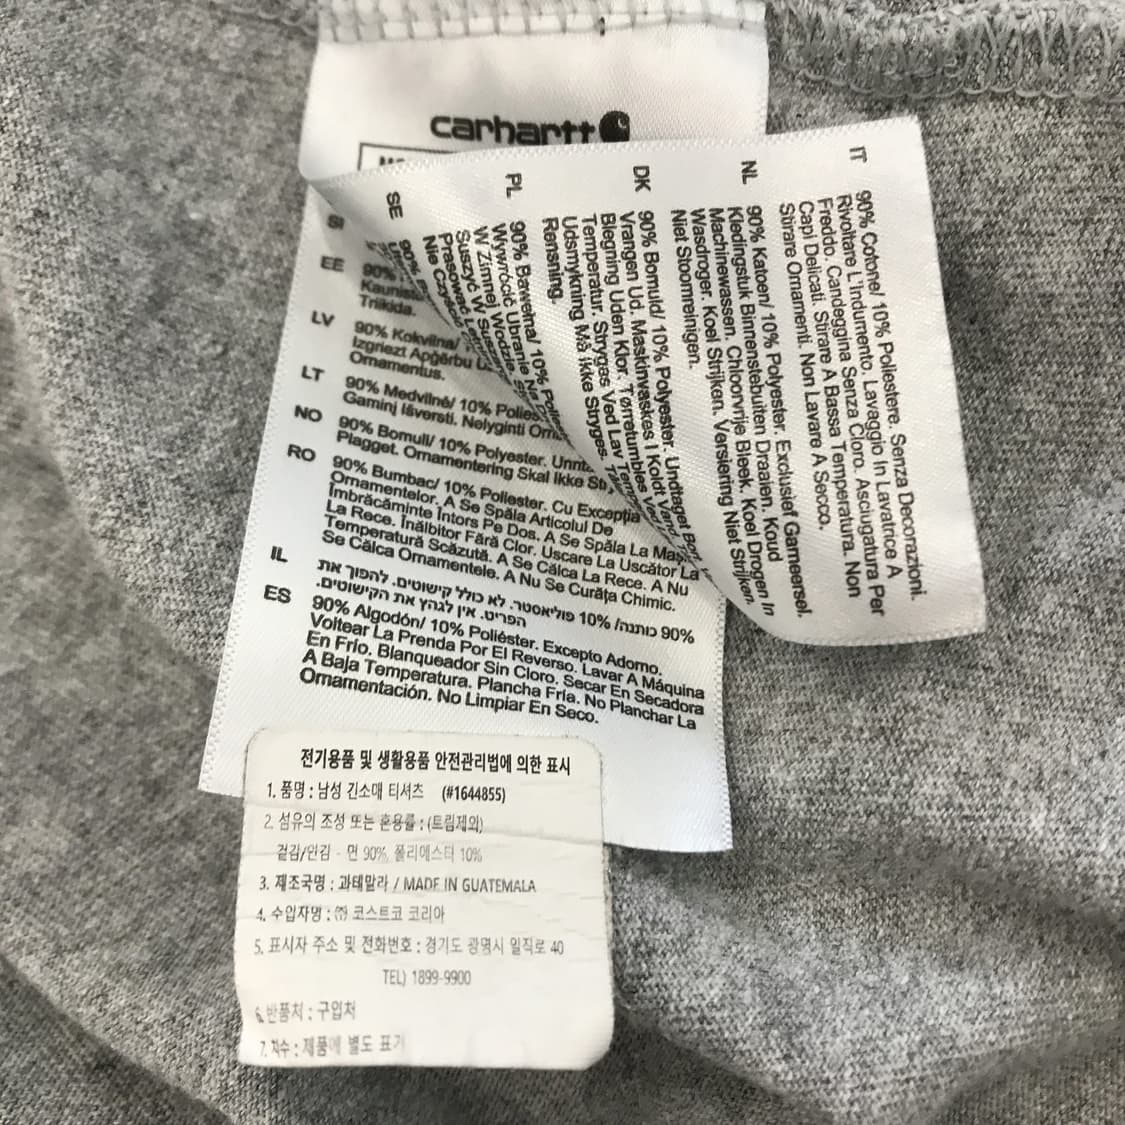 carhartt
SE
90%
SI
EE
90%
Triikida.
LV
90% Kokvilna/
Izgriezt Apģērbu
Ornamentus.
LT
90% Medvilnė/ 10%
Gaminį Išversti. Nelyginti
NO
90% Bomull/ 10% Polyester.
Plagget. Ornamentering Skal Ikke
RO
90% Bumbac/ 10% Poliester. Cu Excepția
Ornamentelor. A Se Spăla Articolul De
Îmbrăcăminte Întors Pe Dos. A Se Spăla La
La Rece. Înălbitor Fără Clor. Uscare La Uscător La
Temperatură Scăzută. A Se Călca La Rece. A Nu
Se Călca Ornamentele. A Nu Se Curăța Chimic.
IL
90% כותנה/ 10% פוליאסטר. לא כולל קישוטים. להפוך את
הפריט. אין לגהץ את הקישוטים.
ES
90% Algodón/ 10% Poliéster. Excepto Adorno.
Voltear La Prenda Por El Reverso. Lavar A Máquina
En Frío. Blanqueador Sin Cloro. Secar En Secadora
A Baja Temperatura. Plancha Fría. No Planchar La
Ornamentación. No Limpiar En Seco.
IT
90% Cotone/ 10% Poliestere. Senza Decorazioni.
Rivoltare L'Indumento. Lavaggio In Lavatrice A
Freddo. Candeggina Senza Cloro. Asciugatura Per
Capi Delicati. Stirare A Bassa Temperatura. Non
Stirare Ornamenti. Non Lavare A Secco.
NL
90% Katoen/ 10% Polyester. Exclusief Garneersel.
Kledingstuk Binnenstebuiten Draaien. Koud
Machinewassen. Chloorvrije Bleek. Koel Drogen In
Wasdroger. Koel Strijken. Versiering Niet Strijken.
Niet Stoomreinigen.
DK
90% Bomuld/ 10% Polyester. Undtaget Bort.
Vrangen Ud. Maskinvaskes I Koldt Vand.
Blegning Uden Klor. Tørretumbles Ved
Temperatur. Stryges Ved Lav
Udsmykning Må Ikke Stryges.
Rensning.
PL
90% Bawełna/ 10%
Wywrócić Ubranie Na
W Zimnej Wodzie.
Suszyć W
Prasować
Nie
전기용품 및 생활용품 안전관리법에 의한 표시
1. 품명 : 남성 긴소매 티셔츠 (#1644855)
2. 섬유의 조성 또는 혼용률 : (트림제외)
겉감/안감 - 면 90%, 폴리에스터 10%
3. 제조국명 : 과테말라 / MADE IN GUATEMALA
4. 수입자명 : ㈜ 코스트코 코리아
5. 표시자 주소 및 전화번호 : 경기도 광명시 일직로 40
TEL) 1899-9900
6. 반품처 : 구입처
7. 치수 : 제품에 별도 표기